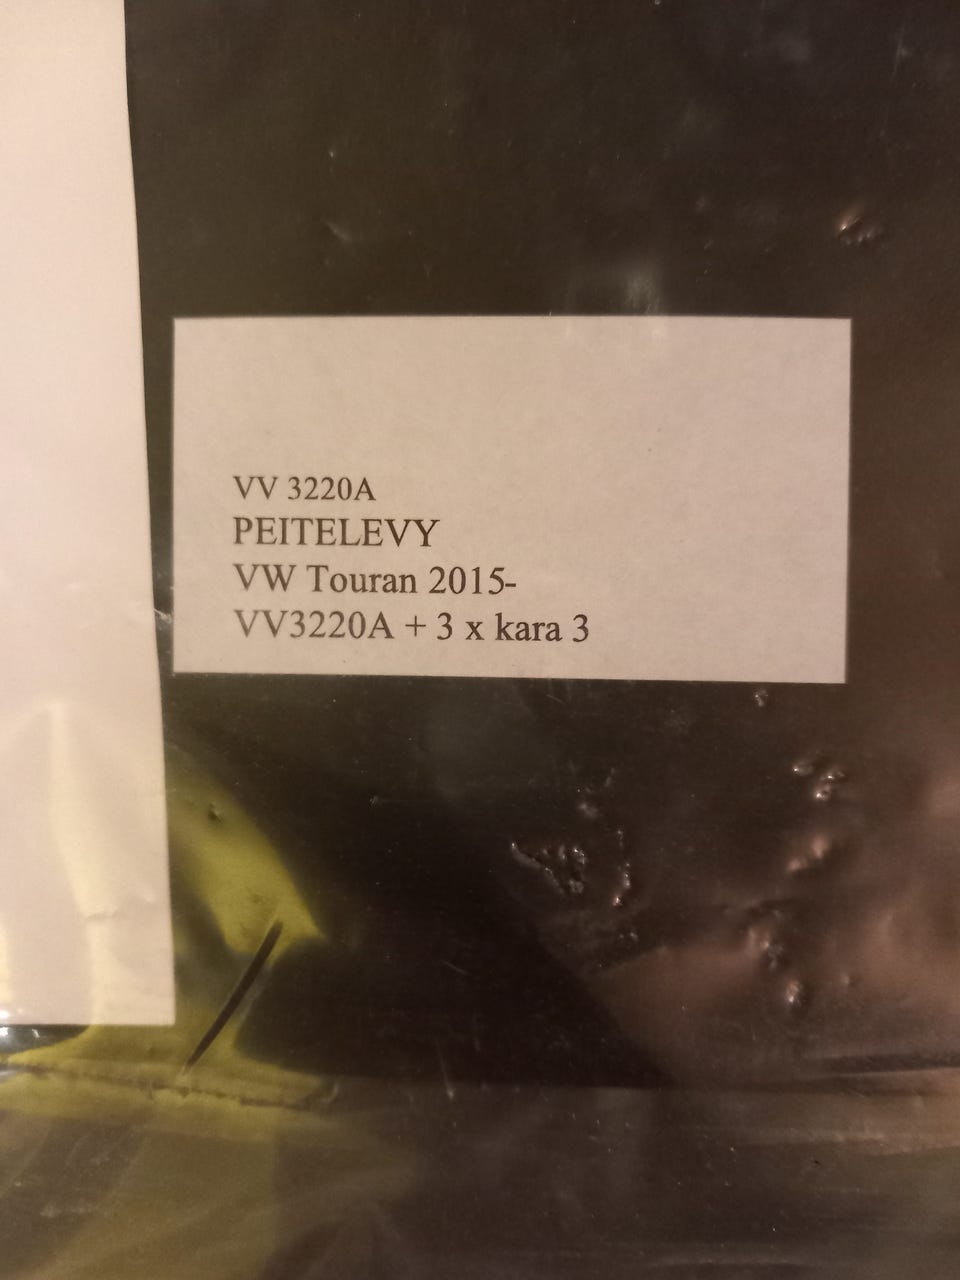 VV 3220A
PEITELEVY
VW Touran 2015-
VV3220A + 3 x kara 3